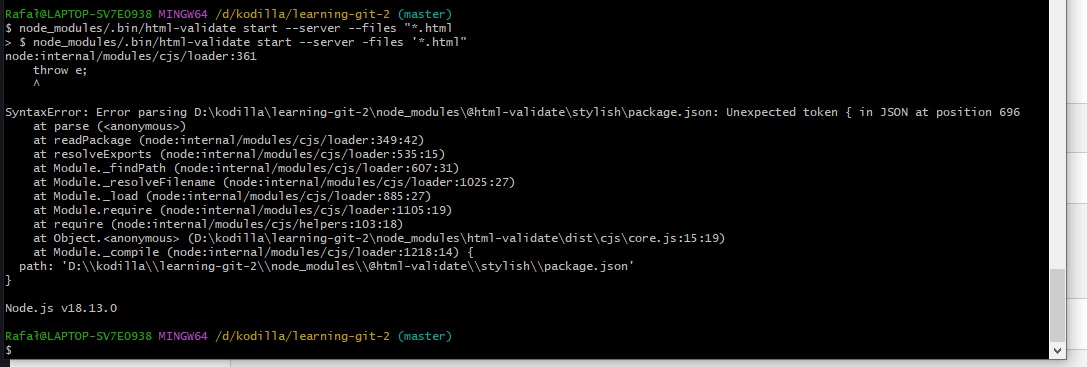 Rafał@LAPTOP-SV7E0938 MINGW64 /d/kodilla/learning-git-2 (master)
$ node_modules/.bin/html-validate start --server --files "*.html
> $ node_modules/.bin/html-validate start --server -files '*.html"
node:internal/modules/cjs/loader:361
    throw e;
    ^

SyntaxError: Error parsing D:\kodilla\learning-git-2\node_modules\@html-validate\stylish\package.json: Unexpected token { in JSON at position 696
    at parse (<anonymous>)
    at readPackage (node:internal/modules/cjs/loader:349:42)
    at resolveExports (node:internal/modules/cjs/loader:535:15)
    at Module._findPath (node:internal/modules/cjs/loader:607:31)
    at Module._resolveFilename (node:internal/modules/cjs/loader:1025:27)
    at Module._load (node:internal/modules/cjs/loader:885:27)
    at Module.require (node:internal/modules/cjs/loader:1105:19)
    at require (node:internal/modules/cjs/helpers:103:18)
    at Object.<anonymous> (D:\kodilla\learning-git-2\node_modules\html-validate\dist\cjs\core.js:15:19)
    at Module._compile (node:internal/modules/cjs/loader:1218:14) {
  path: 'D:\\kodilla\\learning-git-2\\node_modules\\@html-validate\\stylish\\package.json'
}

Node.js v18.13.0

Rafał@LAPTOP-SV7E0938 MINGW64 /d/kodilla/learning-git-2 (master)
$